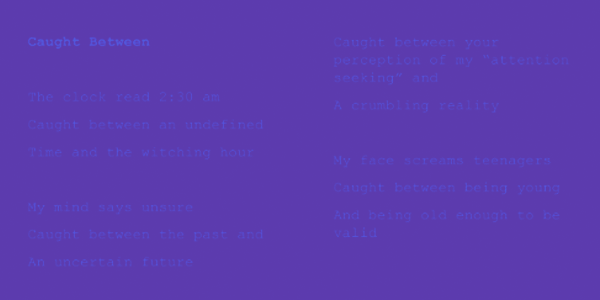 Caught Between
The clock read 2:30 am
Caught between an undefined
Time and the witching hour
My mind says unsure
Caught between the past and
An uncertain future
Caught between your
perception of my “attention
seeking” and
A crumbling reality
My face screams teenagers
Caught between being young
And being old enough to be
valid